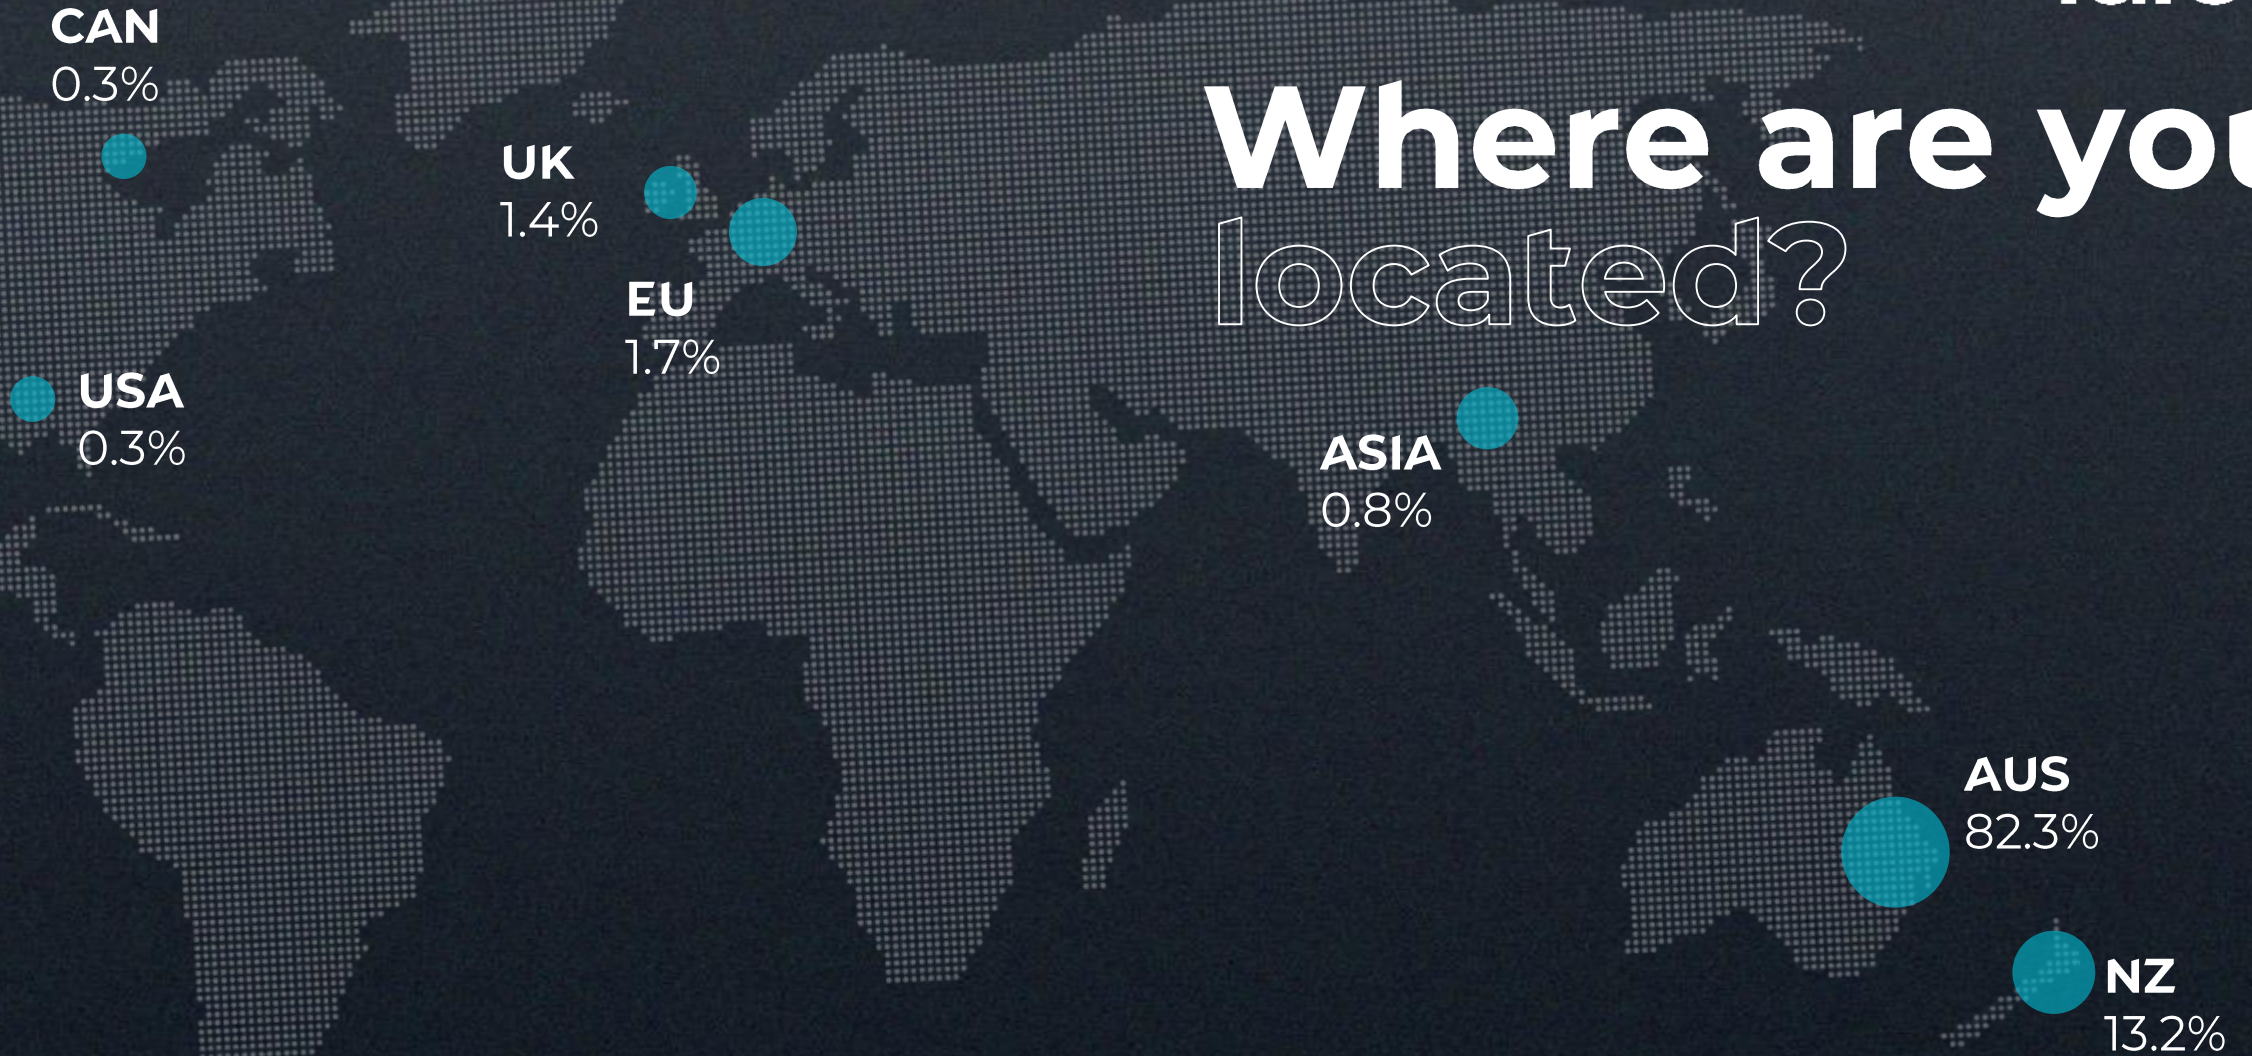 CAN
0.3%
Where are you
located?
UK
1.4%
EU
1.7%
USA
0.3%
ASIA
0.8%
AUS
82.3%
NZ
13.2%